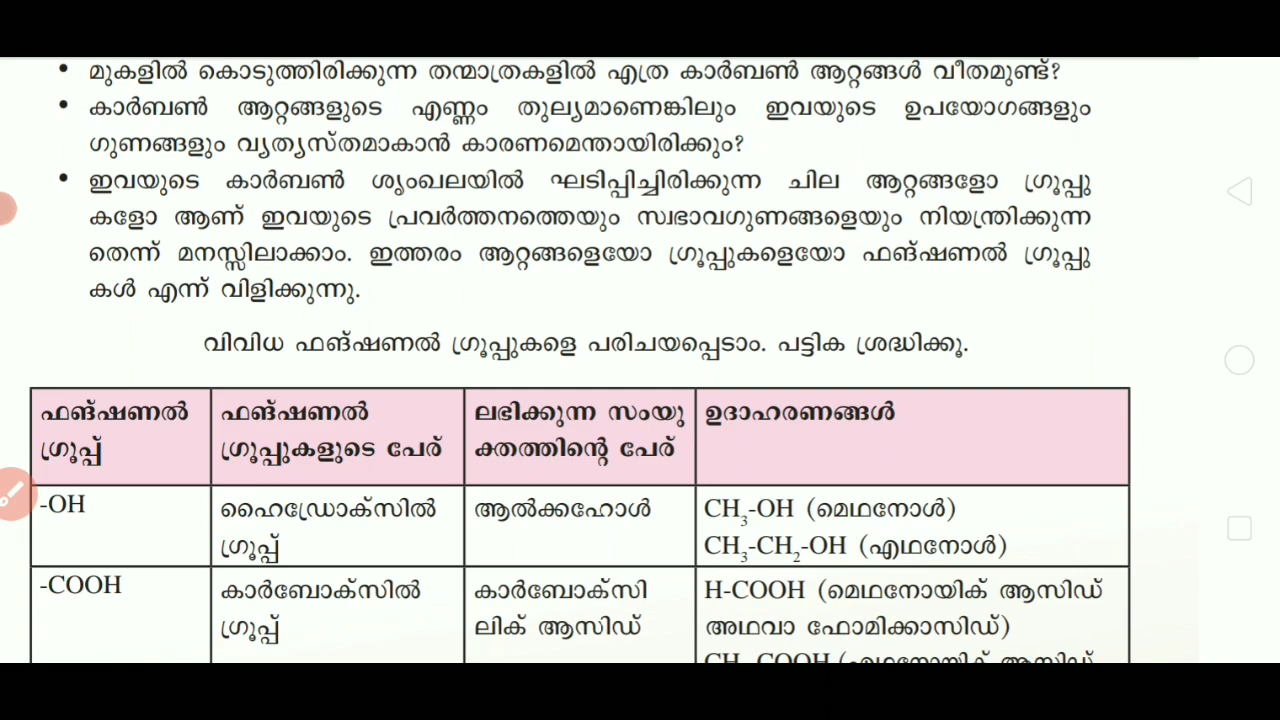 • മുകളിൽ കൊടുത്തിരിക്കുന്ന തന്മാത്രകളിൽ എത്ര കാർബൺ ആറ്റങ്ങൾ വീതമുണ്ട്?
• കാർബൺ ആറ്റങ്ങളുടെ എണ്ണം തുല്യമാണെങ്കിലും ഇവയുടെ ഉപയോഗങ്ങളും
ഗുണങ്ങളും വ്യത്യസ്തമാകാൻ കാരണമെന്തായിരിക്കും?
• ഇവയുടെ കാർബൺ ശൃംഖലയിൽ ഘടിപ്പിച്ചിരിക്കുന്ന ചില ആറ്റങ്ങളോ ഗ്രൂപ്പു
കളോ ആണ് ഇവയുടെ പ്രവർത്തനത്തെയും സ്വഭാവഗുണങ്ങളെയും നിയന്ത്രിക്കുന്ന
തെന്ന് മനസ്സിലാക്കാം. ഇത്തരം ആറ്റങ്ങളെയോ ഗ്രൂപ്പുകളെയോ ഫങ്ഷണൽ ഗ്രൂപ്പു
കൾ എന്ന് വിളിക്കുന്നു.
വിവിധ ഫങ്ഷണൽ ഗ്രൂപ്പുകളെ പരിചയപ്പെടാം. പട്ടിക ശ്രദ്ധിക്കൂ.
ഫങ്ഷണൽ
ഗ്രൂപ്പ്
ഫങ്ഷണൽ
ഗ്രൂപ്പുകളുടെ പേര്
ലഭിക്കുന്ന സംയു
ക്തത്തിന്റെ പേര്
ഉദാഹരണങ്ങൾ
-OH
ഹൈഡ്രോക്സിൽ
ഗ്രൂപ്പ്
ആൽക്കഹോൾ
CH₃-OH (മെഥനോൾ)
CH₃-CH₂-OH (എഥനോൾ)
-COOH
കാർബോക്സിൽ
ഗ്രൂപ്പ്
കാർബോക്സി
ലിക് ആസിഡ്
H-COOH (മെഥനോയിക് ആസിഡ്
അഥവാ ഫോമിക്കാസിഡ്)
CH₃-COOH (എഥനോയിക് ആസിഡ്